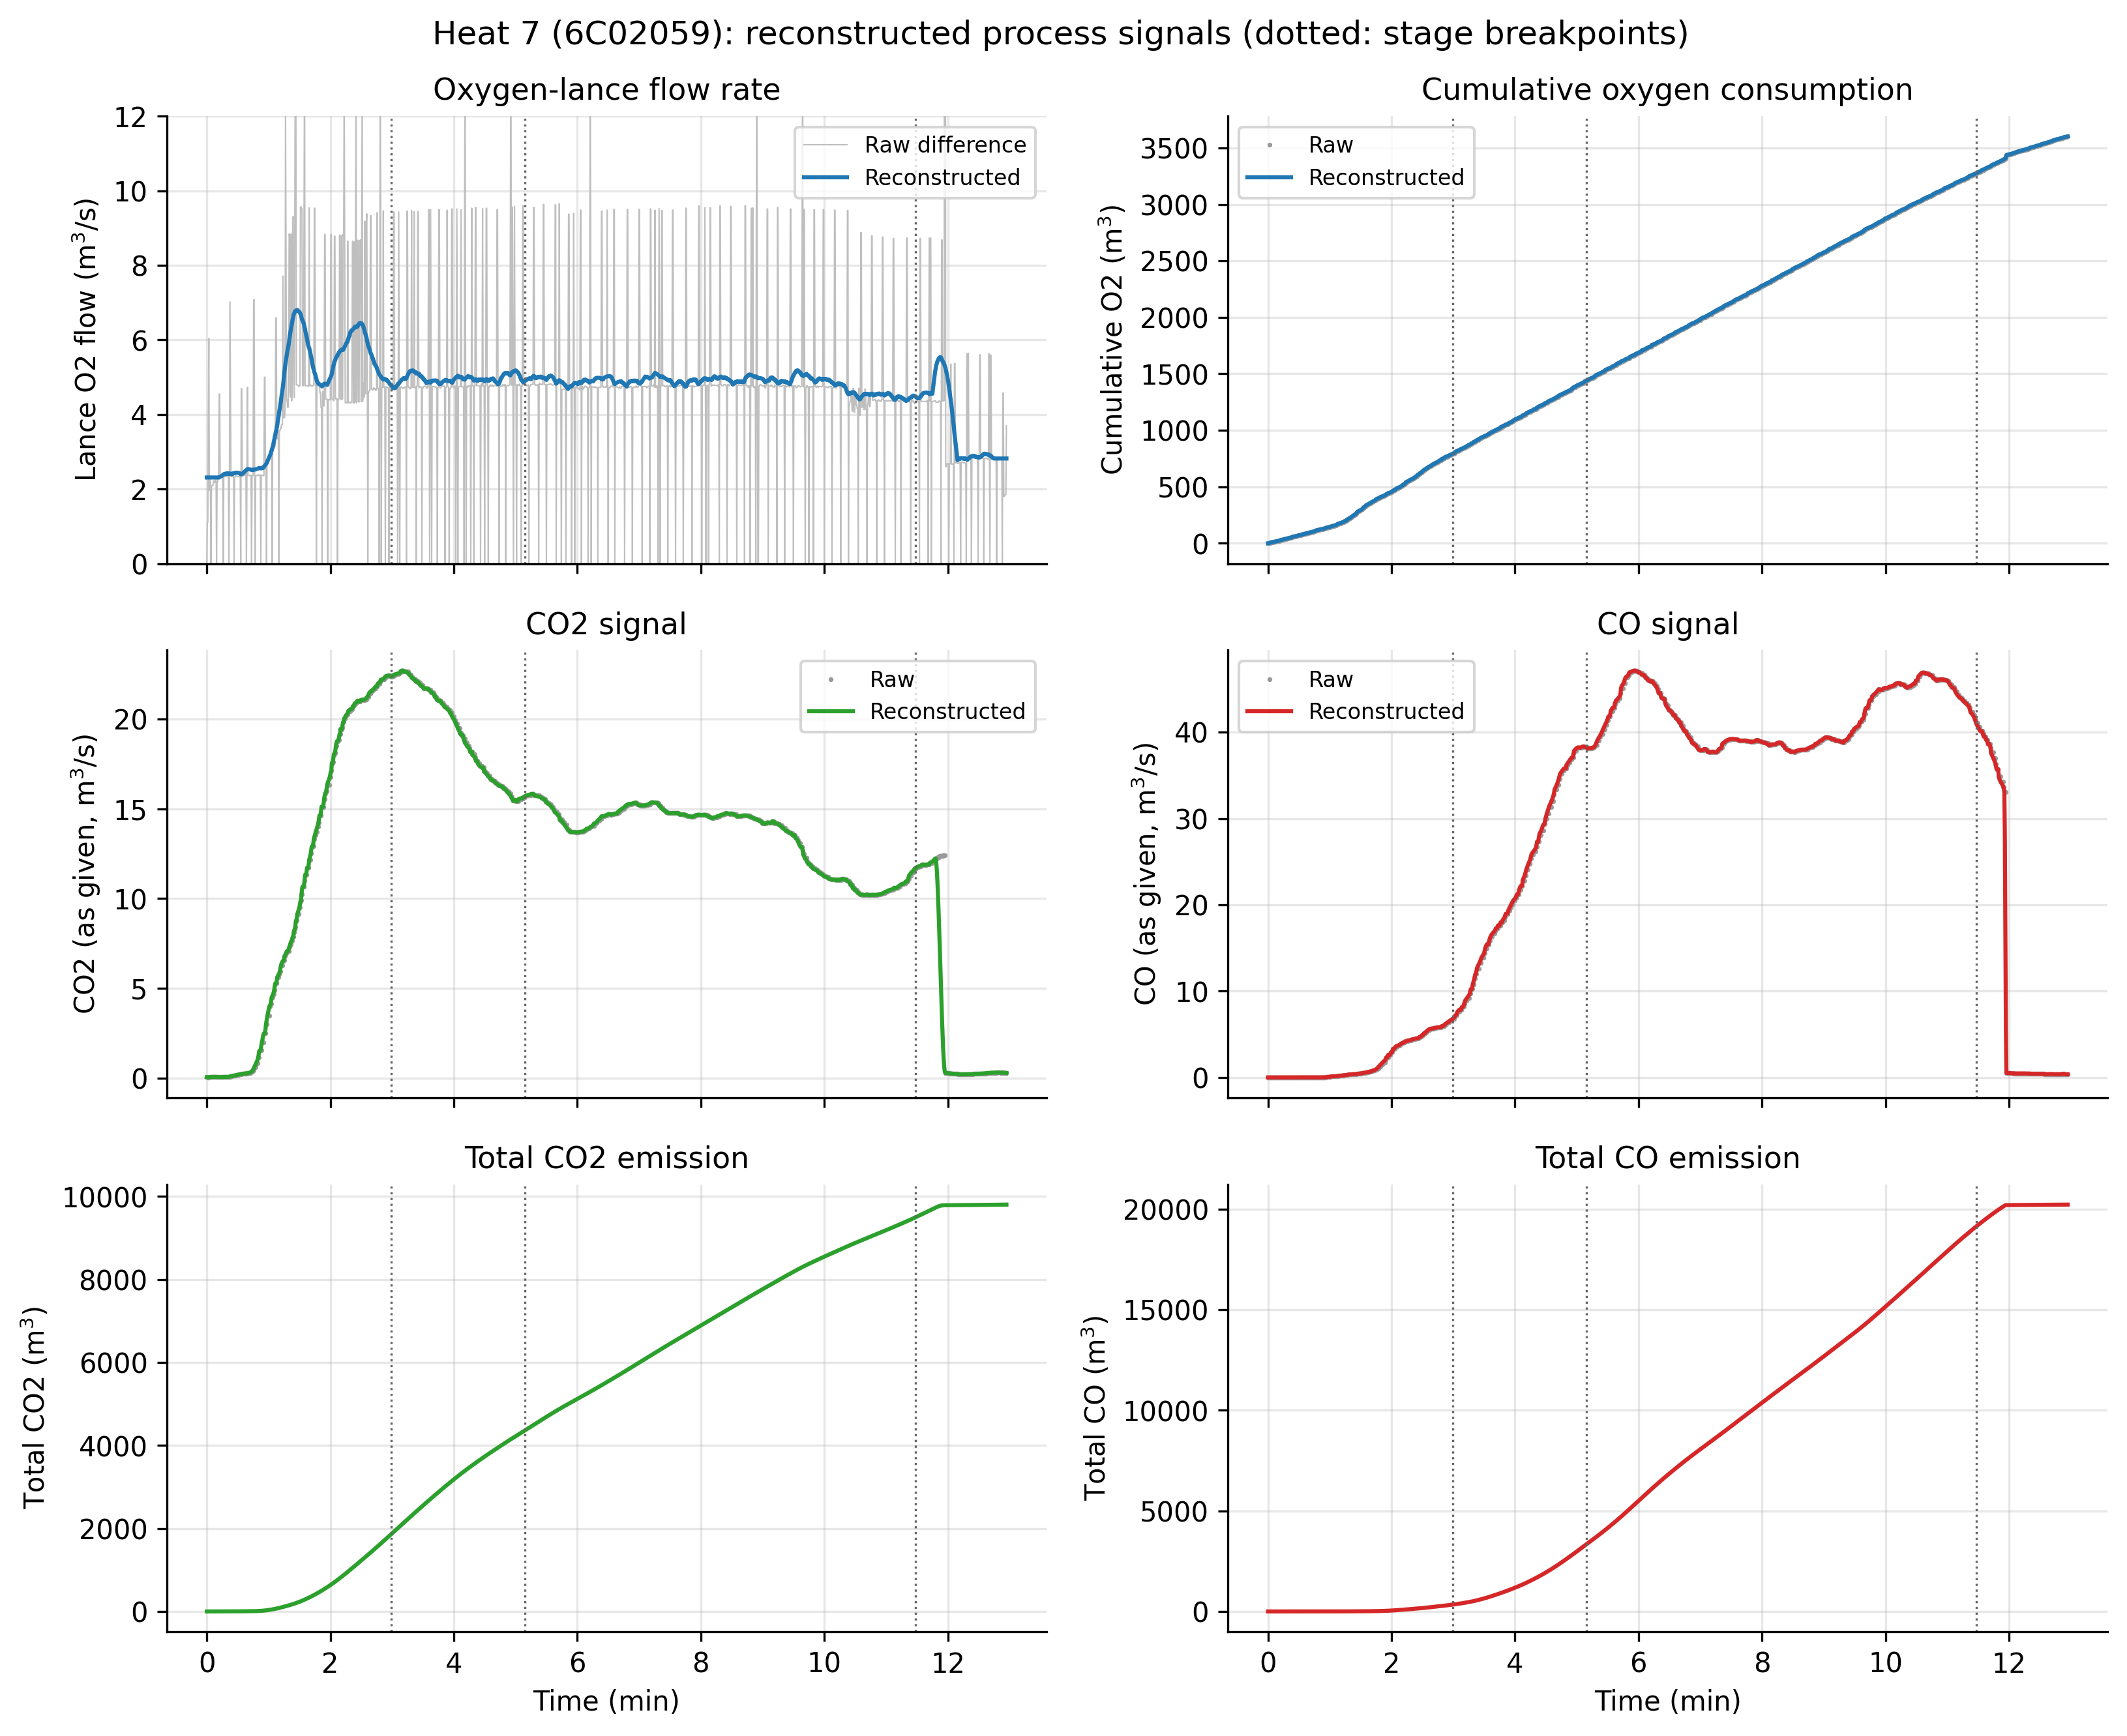 Heat 7 (6C02059): reconstructed process signals (dotted: stage breakpoints)
Oxygen-lance flow rate
Lance O2 flow (m³/s)
12
10
8
6
4
2
0
Raw difference
Reconstructed
Cumulative oxygen consumption
Cumulative O2 (m³)
3500
3000
2500
2000
1500
1000
500
0
Raw
Reconstructed
CO2 signal
CO2 (as given, m³/s)
20
15
10
5
0
Raw
Reconstructed
CO signal
CO (as given, m³/s)
40
30
20
10
0
Raw
Reconstructed
Total CO2 emission
Total CO2 (m³)
10000
8000
6000
4000
2000
0
0 2 4 6 8 10 12
Time (min)
Total CO emission
Total CO (m³)
20000
15000
10000
5000
0
0 2 4 6 8 10 12
Time (min)